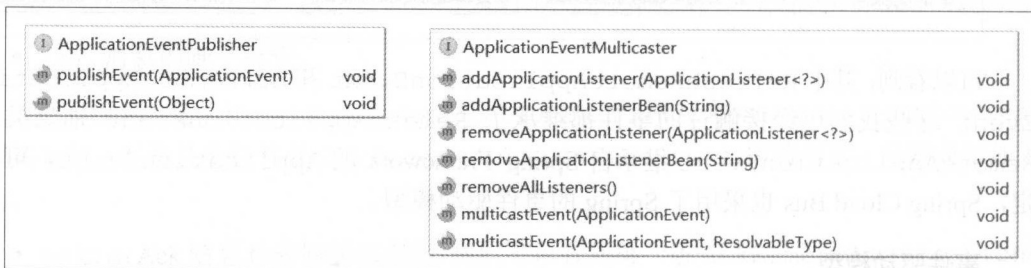 I ApplicationEventPublisher
m publishEvent(ApplicationEvent) void
m publishEvent(Object) void
I ApplicationEventMulticaster
m addApplicationListener(ApplicationListener<?>) void
m addApplicationListenerBean(String) void
m removeApplicationListener(ApplicationListener<?>) void
m removeApplicationListenerBean(String) void
m removeAllListeners() void
m multicastEvent(ApplicationEvent) void
m multicastEvent(ApplicationEvent, ResolvableType) void